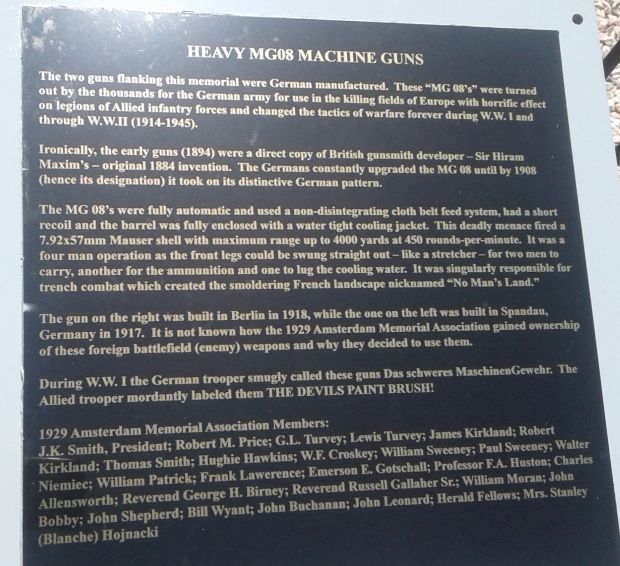 HEAVY MG08 MACHINE GUNS
The two guns flanking this memorial were German manufactured. These “MG 08’s” were turned
out by the thousands for the German army for use in the killing fields of Europe with horrific effect
on legions of Allied infantry forces and changed the tactics of warfare forever during W.W. I and
through W.W.II (1914-1945).
Ironically, the early guns (1894) were a direct copy of British gunsmith developer – Sir Hiram
Maxim’s – original 1884 invention. The Germans constantly upgraded the MG 08 until by 1908
(hence its designation) it took on its distinctive German pattern.
The MG 08’s were fully automatic and used a non-disintegrating cloth belt feed system, had a short
recoil and the barrel was fully enclosed with a water tight cooling jacket. This deadly menace fired a
7.92x57mm Mauser shell with maximum range up to 4000 yards at 450 rounds-per-minute. It was a
four man operation as the front legs could be swung straight out – like a stretcher – for two men to
carry, another for the ammunition and one to lug the cooling water. It was singularly responsible for
trench combat which created the smoldering French landscape nicknamed “No Man’s Land.”
The gun on the right was built in Berlin in 1918, while the one on the left was built in Spandau,
Germany in 1917. It is not known how the 1929 Amsterdam Memorial Association gained ownership
of these foreign battlefield (enemy) weapons and why they decided to use them.
During W.W. I the German trooper smugly called these guns Das schweres MaschinenGewehr. The
Allied trooper mordantly labeled them THE DEVILS PAINT BRUSH!
1929 Amsterdam Memorial Association Members:
J.K. Smith, President; Robert M. Price; G.L. Turvey; Lewis Turvey; James Kirkland; Robert
Kirkland; Thomas Smith; Hughie Hawkins; W.F. Croskey; William Sweeney; Paul Sweeney; Walter
Niemiec; William Patrick; Frank Lawerence; Emerson E. Gotschall; Professor F.A. Huston; Charles
Allensworth; Reverend George H. Birney; Reverend Russell Gallaher Sr.; William Moran; John
Bobby; John Shepherd; Bill Wyant; John Buchanan; John Leonard; Herald Fellows; Mrs. Stanley
(Blanche) Hojnacki